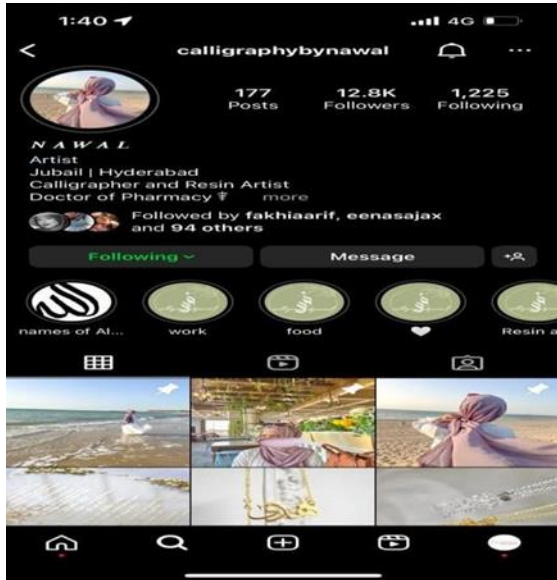 1:40
4G
calligraphybynawal
177 12.8K 1,225
Posts Followers Following
NAWAL
Artist
Jubail | Hyderabad
Calligrapher and Resin Artist
Doctor of Pharmacy more
Followed by fakhiaarif, eenasajax
and 94 others
Following Message
names of Al... work food Resin a